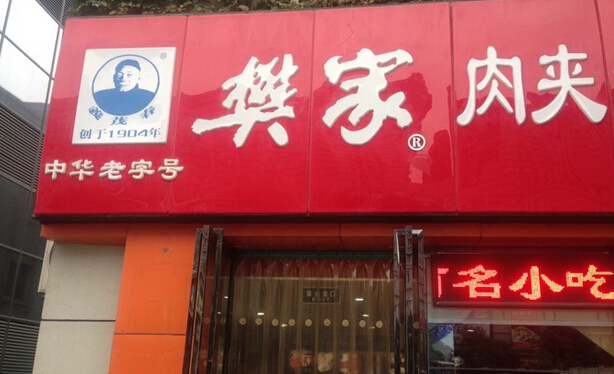 樊家® 肉夹
茂
创于1904年
中华老字号
名小吃